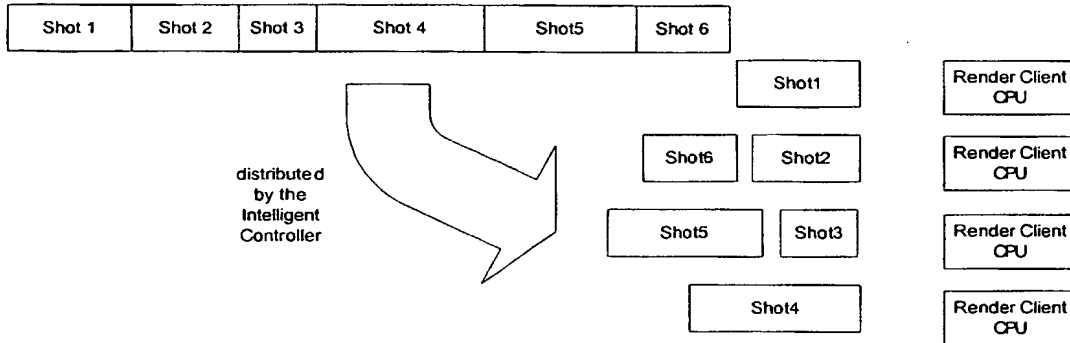 Shot 1 Shot 2 Shot 3 Shot 4 Shot5 Shot 6
Shot1 Render Client
CPU
Shot6 Shot2 Render Client
CPU
distributed
by the
Intelligent
Controller
Shot5 Shot3 Render Client
CPU
Shot4 Render Client
CPU